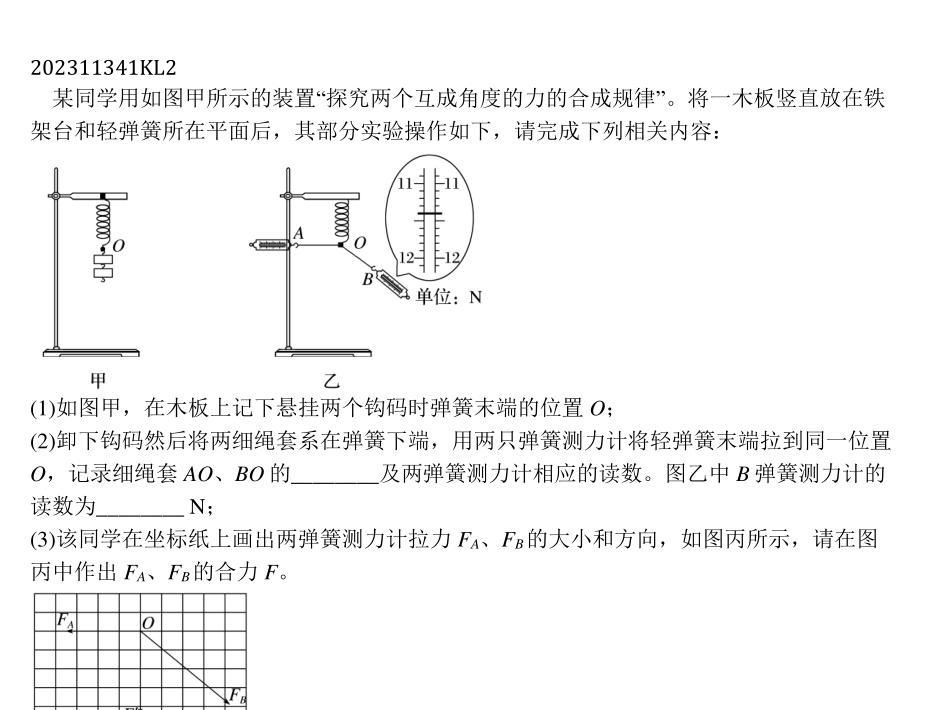 202311341KL2
某同学用如图甲所示的装置“探究两个互成角度的力的合成规律”。将一木板竖直放在铁
架台和轻弹簧所在平面后，其部分实验操作如下，请完成下列相关内容：
O
甲
A
O
B
11
11
12
12
单位：N
乙
(1)如图甲，在木板上记下悬挂两个钩码时弹簧末端的位置 O；
(2)卸下钩码然后将两细绳套系在弹簧下端，用两只弹簧测力计将轻弹簧末端拉到同一位置
O，记录细绳套 AO、BO 的________及两弹簧测力计相应的读数。图乙中 B 弹簧测力计的
读数为________ N；
(3)该同学在坐标纸上画出两弹簧测力计拉力 FA、FB的大小和方向，如图丙所示，请在图
丙中作出 FA、FB的合力 F。
FA
O
FB